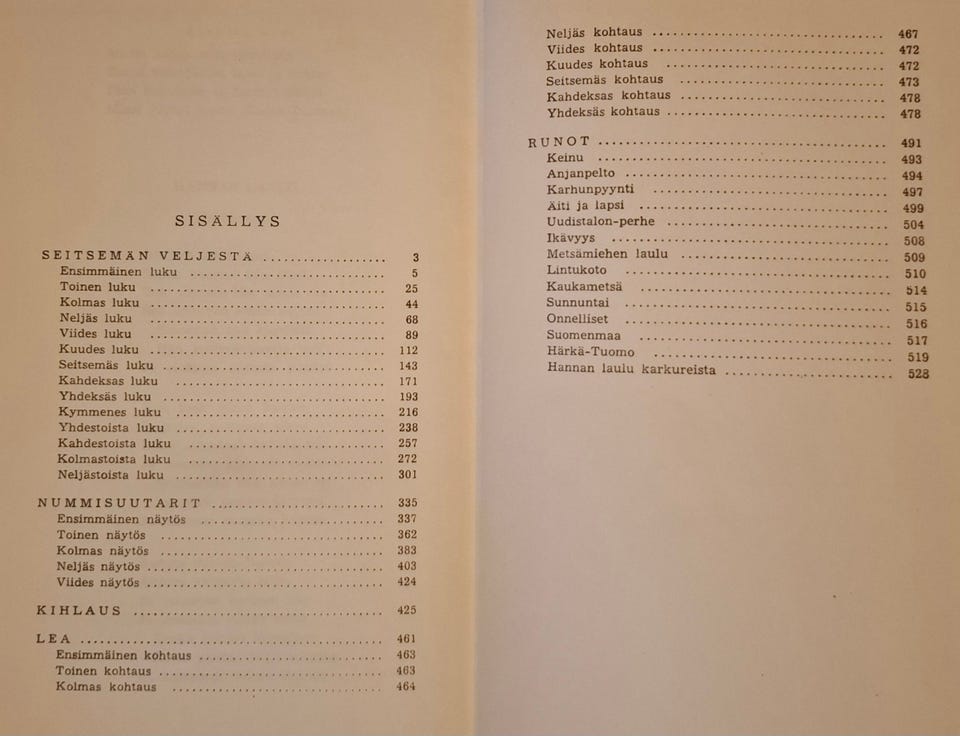 SISÄLLYS
SEITSEMÄN VELJESTÄ .................. 3
Ensimmäinen luku ............................ 5
Toinen luku .................................. 25
Kolmas luku .................................. 44
Neljäs luku .................................. 68
Viides luku .................................. 89
Kuudes luku .................................. 112
Seitsemäs luku ................................ 143
Kahdeksas luku .............................. 171
Yhdeksäs luku ................................ 193
Kymmenes luku .............................. 216
Yhdestoista luku .............................. 238
Kahdestoista luku ............................ 257
Kolmastoista luku ............................ 272
Neljästoista luku .............................. 301
NUMMISUUTARIT ......................... 335
Ensimmäinen näytös .......................... 337
Toinen näytös ................................ 362
Kolmas näytös ................................ 383
Neljäs näytös .................................. 403
Viides näytös .................................. 424
KIHLAUS .................................... 425
LEA ............................................ 461
Ensimmäinen kohtaus .......................... 463
Toinen kohtaus ................................ 463
Kolmas kohtaus .............................. 464
Neljäs kohtaus .................................. 467
Viides kohtaus .................................. 472
Kuudes kohtaus ................................ 472
Seitsemäs kohtaus .............................. 473
Kahdeksas kohtaus .............................. 478
Yhdeksäs kohtaus ................................ 478
RUNOT .......................................... 491
Keinu .......................................... 493
Anjanpelto ...................................... 494
Karhunpyynti .................................. 497
Äiti ja lapsi .................................... 499
Uudistalon-perhe ................................ 504
Ikävyys ........................................ 508
Metsämiehen laulu .............................. 509
Lintukoto ...................................... 510
Kaukametsä .................................... 514
Sunnuntai ...................................... 515
Onnelliset ...................................... 516
Suomenmaa .................................... 517
Härkä-Tuomo .................................. 519
Hannan laulu karkureista ........................ 528